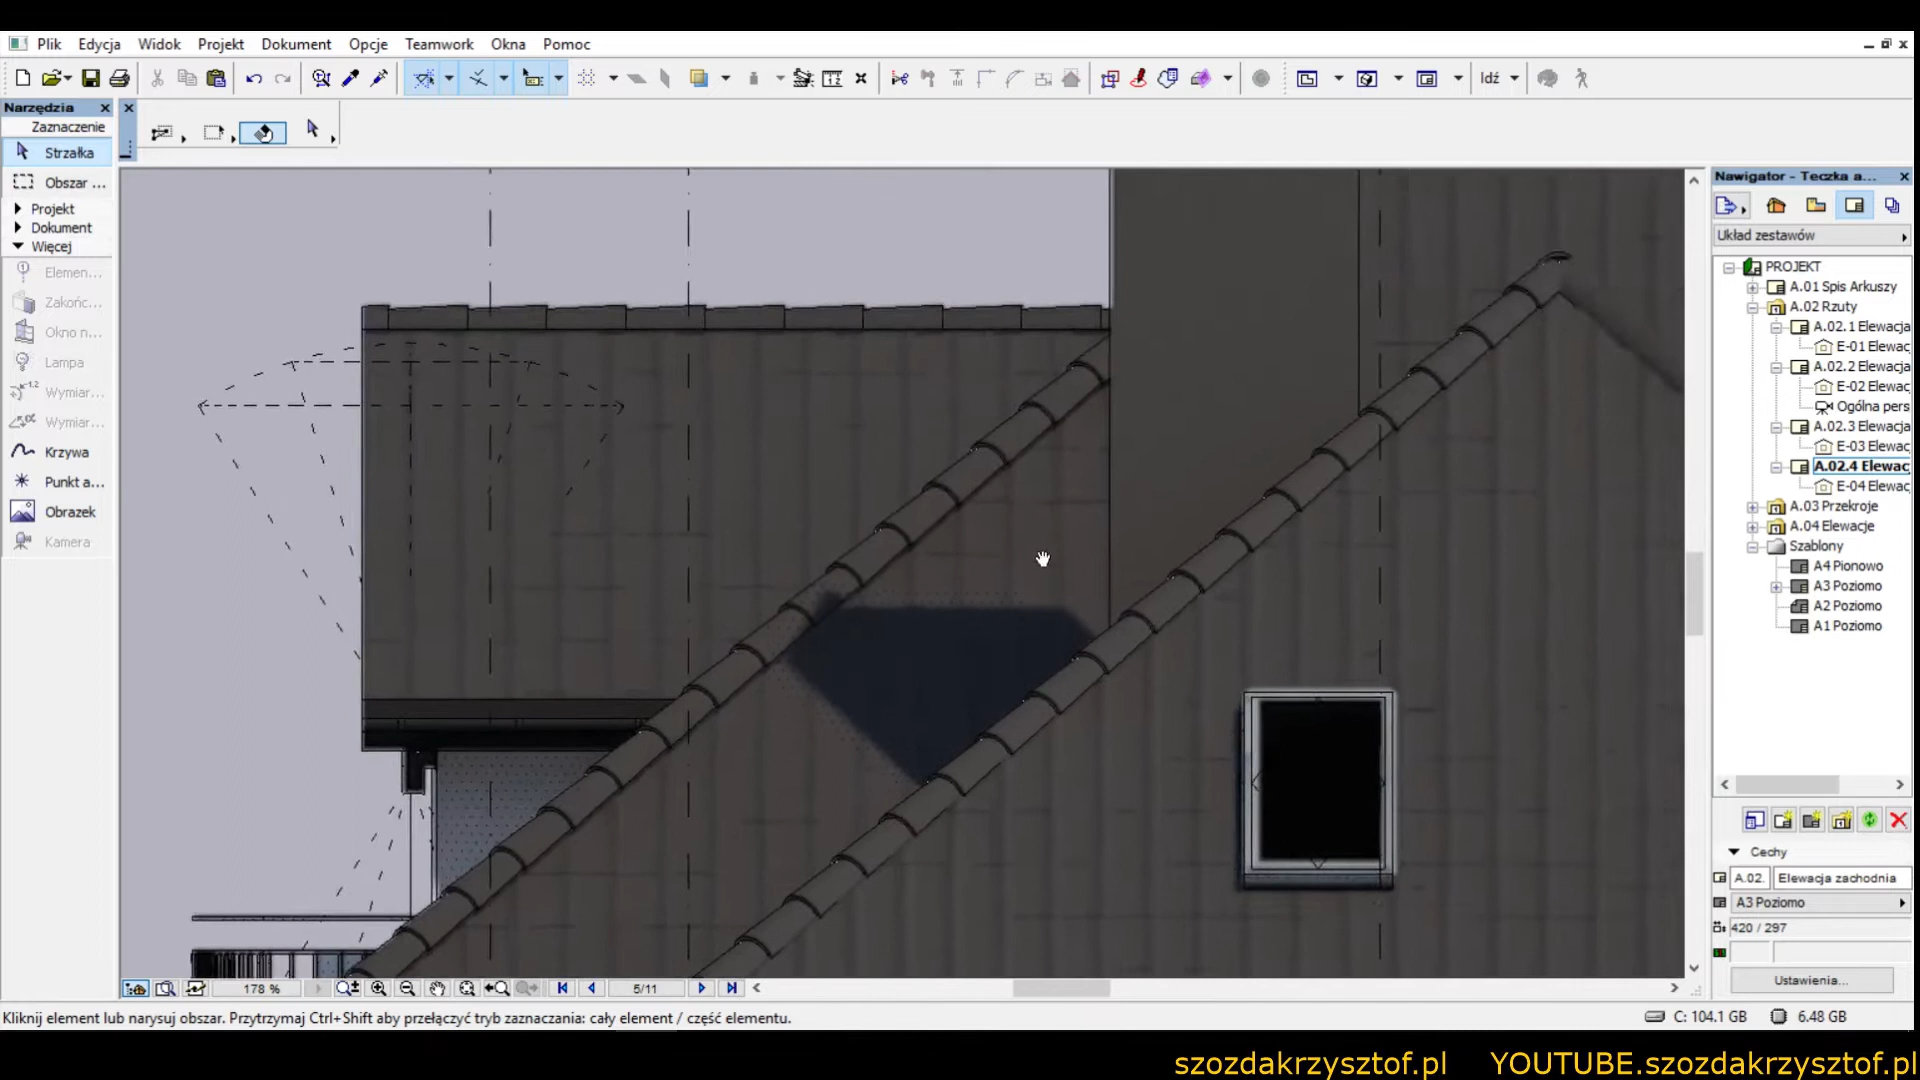 Plik Edycja Widok Projekt Dokument Opcje Teamwork Okna Pomoc
Idź
Narzędzia
Zaznaczenie
Strzałka
Obszar ...
Projekt
Dokument
Więcej
Elemen...
Zakońc...
Okno n...
Lampa
Wymiar...
Wymiar...
Krzywa
Punkt a...
Obrazek
Kamera
Nawigator - Teczka a...
Układ zestawów
PROJEKT
A.01 Spis Arkuszy
A.02 Rzuty
A.02.1 Elewacja
E-01 Elewac
A.02.2 Elewacja
E-02 Elewac
Ogólna pers
A.02.3 Elewacja
E-03 Elewac
A.02.4 Elewac
E-04 Elewac
A.03 Przekroje
A.04 Elewacje
Szablony
A4 Pionowo
A3 Poziomo
A2 Poziomo
A1 Poziomo
Cechy
A.02. Elewacja zachodnia
A3 Poziomo
420 / 297
Ustawienia...
178 % 5/11
Kliknij element lub narysuj obszar. Przytrzymaj Ctrl+Shift aby przełączyć tryb zaznaczania: cały element / część elementu.
C: 104.1 GB 6.48 GB
szozdakrzysztof.pl YOUTUBE.szozdakrzysztof.pl